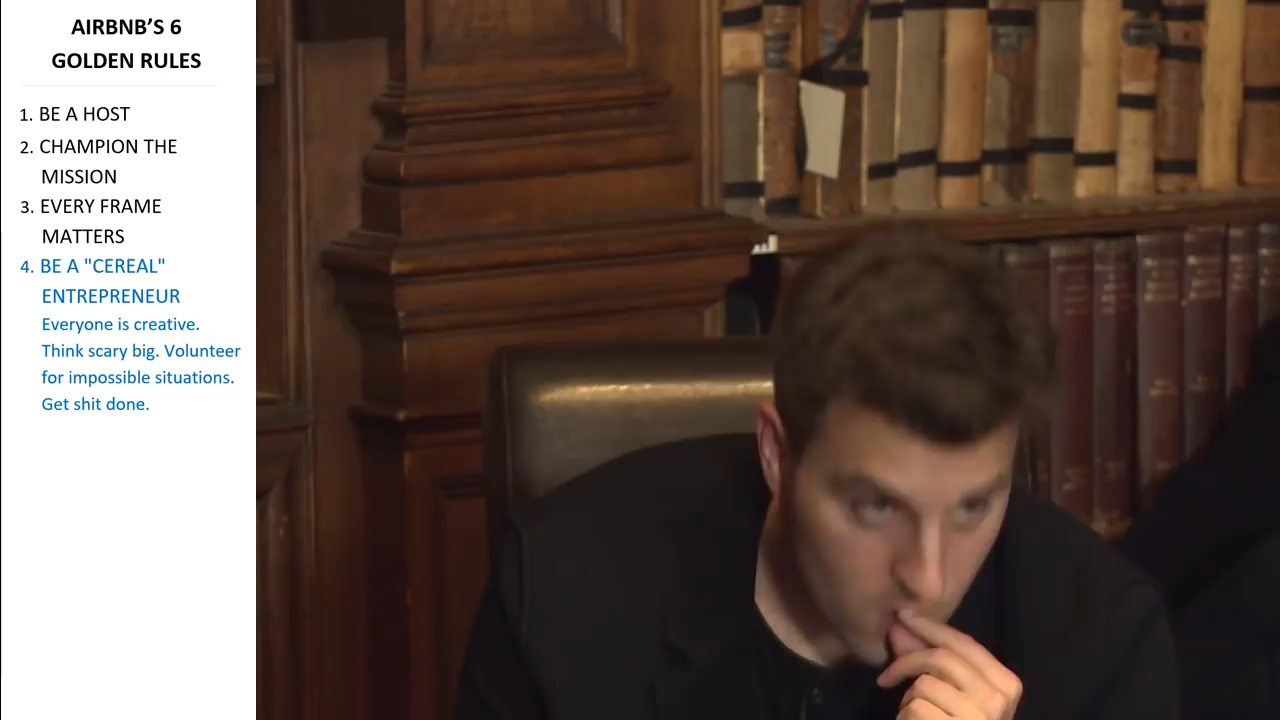 AIRBNB’S 6
GOLDEN RULES
1. BE A HOST
2. CHAMPION THE
MISSION
3. EVERY FRAME
MATTERS
4. BE A "CEREAL"
ENTREPRENEUR
Everyone is creative.
Think scary big. Volunteer
for impossible situations.
Get shit done.